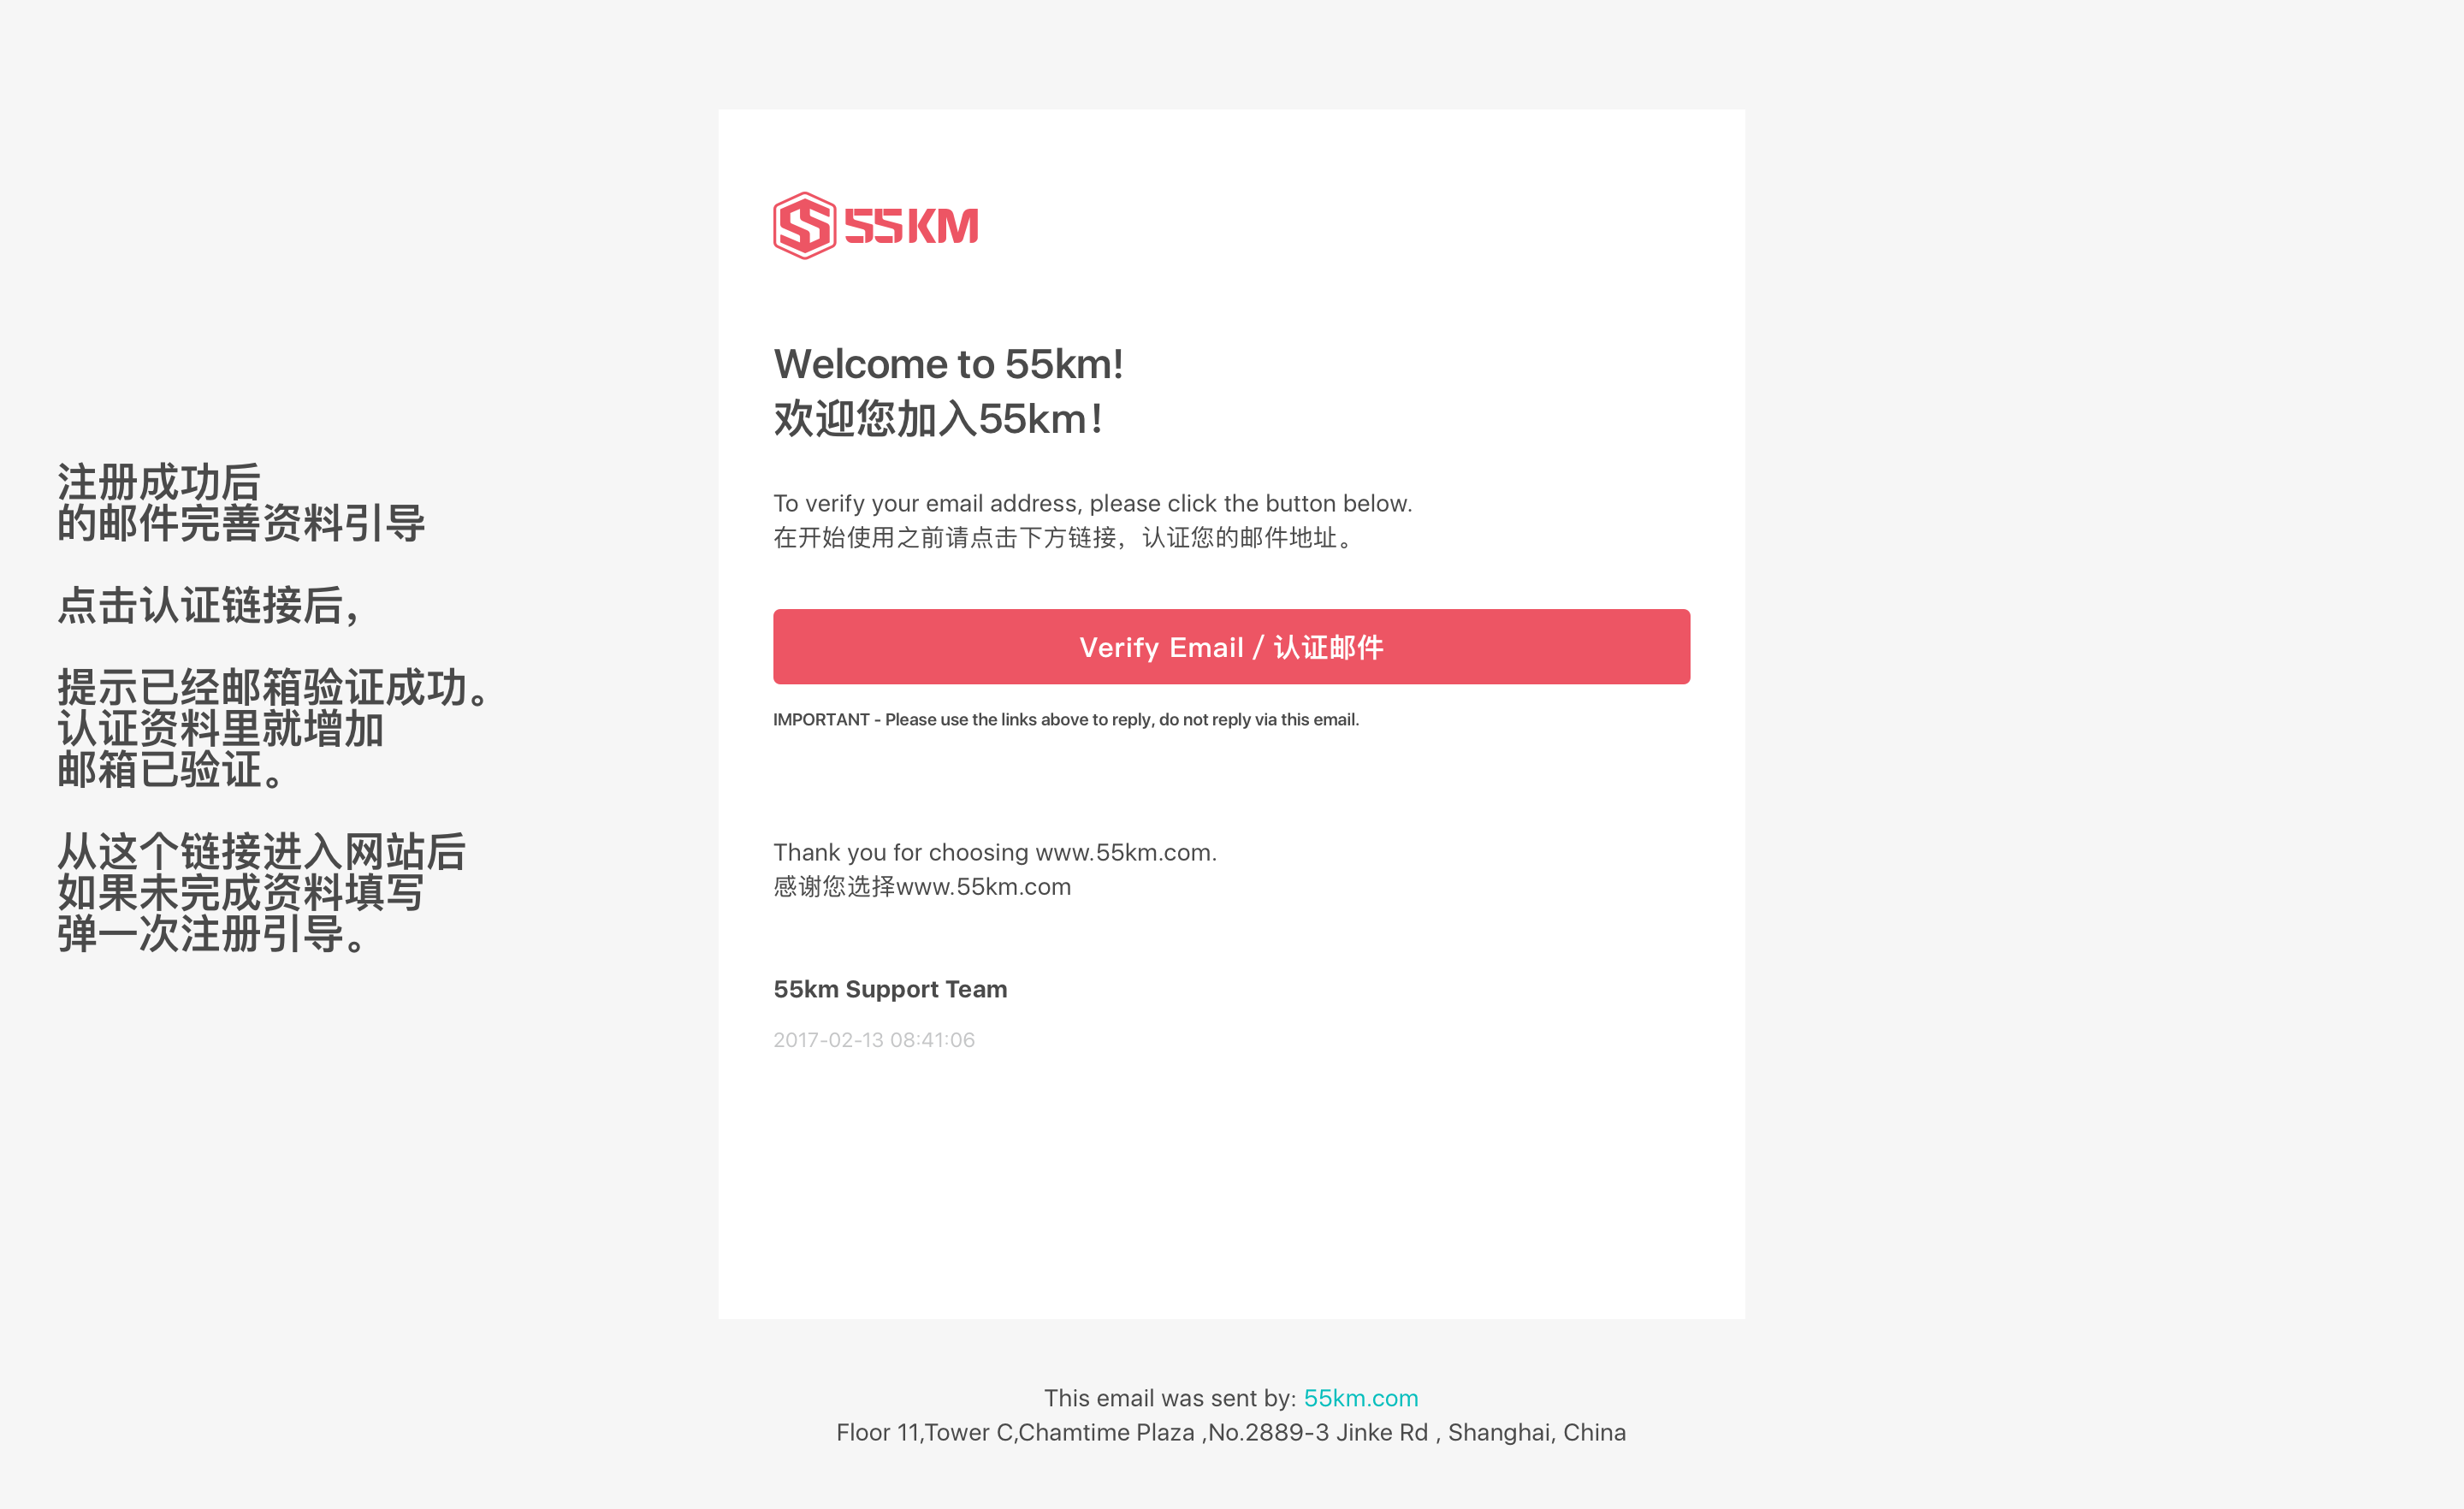 注册成功后
的邮件完善资料引导
点击认证链接后，
提示已经邮箱验证成功。
认证资料里就增加
邮箱已验证。
从这个链接进入网站后
如果未完成资料填写
弹一次注册引导。
55KM
Welcome to 55km!
欢迎您加入55km！
To verify your email address, please click the button below.
在开始使用之前请点击下方链接，认证您的邮件地址。
Verify Email / 认证邮件
IMPORTANT - Please use the links above to reply, do not reply via this email.
Thank you for choosing www.55km.com.
感谢您选择www.55km.com
55km Support Team
2017-02-13 08:41:06
This email was sent by: 55km.com
Floor 11,Tower C,Chamtime Plaza ,No.2889-3 Jinke Rd , Shanghai, China